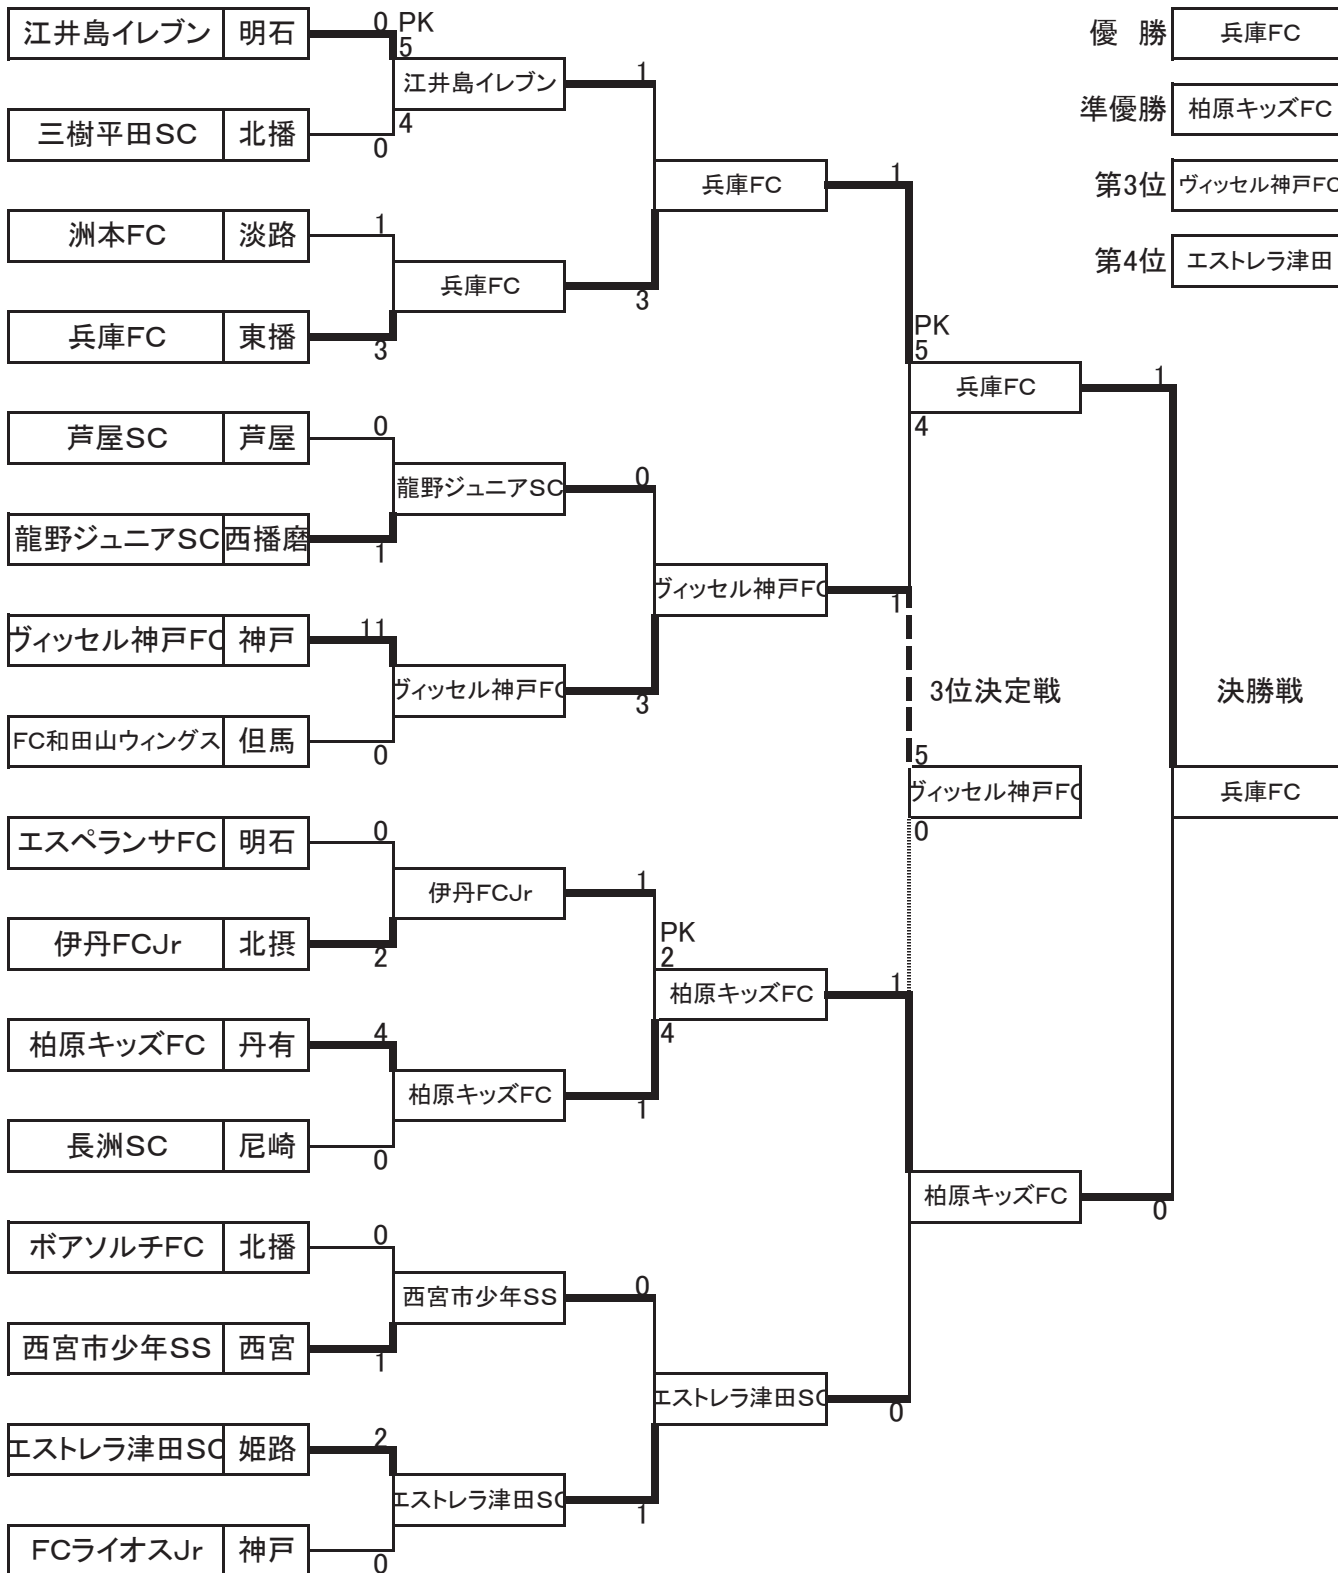 江井島イレブン 明石 0 PK
5
江井島イレブン 1
4
三樹平田SC 北播 0
兵庫FC 1
洲本FC 淡路 1
兵庫FC 3
兵庫FC 東播 3
PK
5
兵庫FC 1
4
芦屋SC 芦屋 0
龍野ジュニアSC 0
龍野ジュニアSC 西播磨 1
ヴィッセル神戸FC 1
ヴィッセル神戸FC 神戸 11
ヴィッセル神戸FC 3
FC和田山ウィングス 但馬 0
3位決定戦 決勝戦
5
ヴィッセル神戸FC 兵庫FC
0
エスペランサFC 明石 0
伊丹FCJr 1
伊丹FCJr 北摂 2
PK
2
柏原キッズFC 1
4
柏原キッズFC 丹有 4
柏原キッズFC 1
長洲SC 尼崎 0
柏原キッズFC 0
ボアソルチFC 北播 0
西宮市少年SS 0
西宮市少年SS 西宮 1
エストレラ津田SC 0
エストレラ津田SC 姫路 2
エストレラ津田SC 1
FCライオスJr 神戸 0
優 勝 兵庫FC
準優勝 柏原キッズFC
第3位 ヴィッセル神戸FC
第4位 エストレラ津田